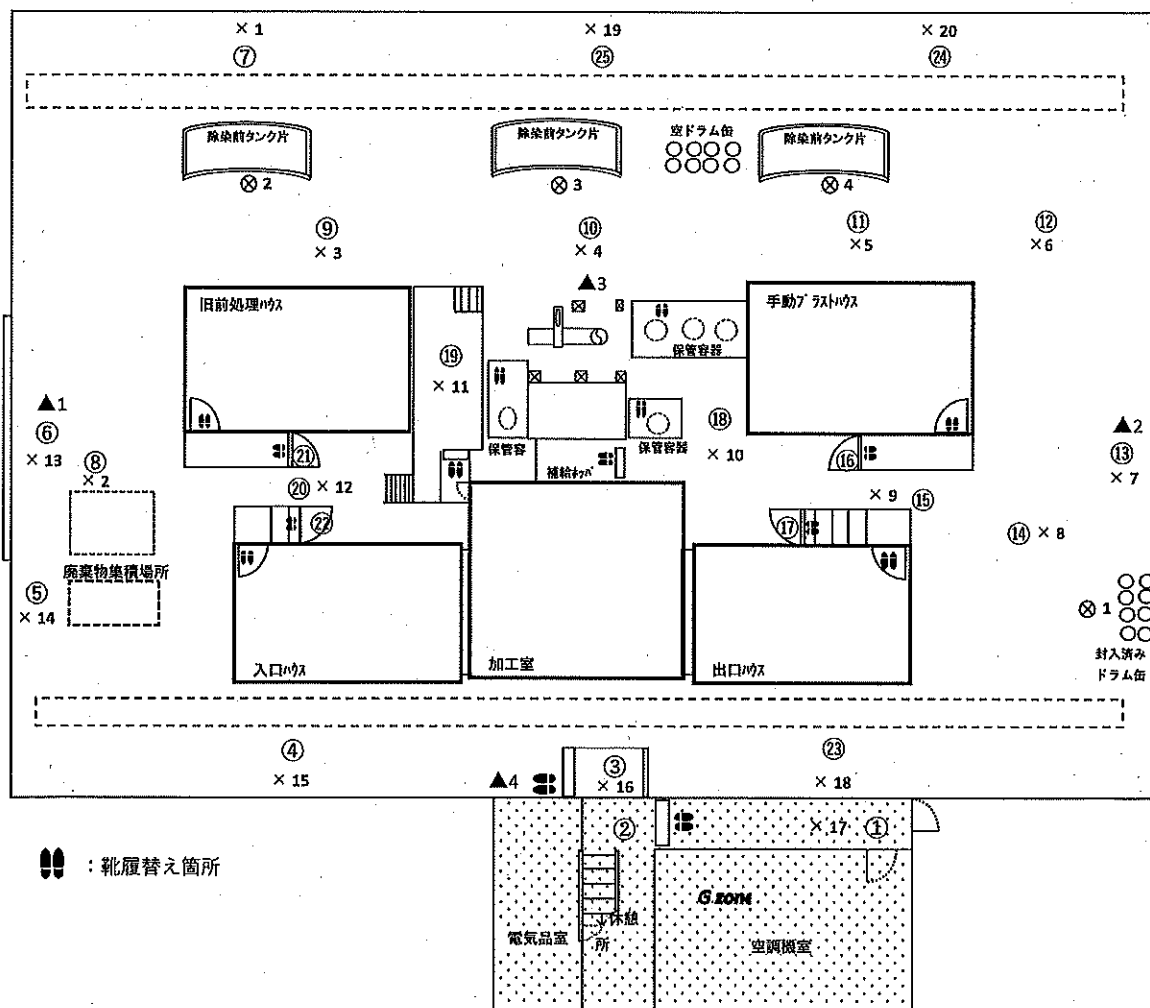 × 1
× 19
× 20
⑦
㉕
㉔
除染前タンク片
除染前タンク片
空ドラム缶
除染前タンク片
⊗ 2
⊗ 3
⊗ 4
⑨
⑩
⑪
⑫
× 3
× 4
×5
×6
▲3
旧前処理ハウス
手動ブラストハウス
保管容器
⑲
× 11
▲1
⑥
× 13
⑧
× 2
⑱
× 10
保管容
保管容器
補給ホッパ
▲2
⑬
× 7
㉑
⑯
⑳ × 12
× 9 ⑮
㉒
⑰
⑭ × 8
廃棄物集積場所
⑤
× 14
⊗ 1
封入済み
ドラム缶
入口ハウス
加工室
出口ハウス
④
× 15
▲4
③
× 16
㉓
× 18
②
×17 ①
:靴履替え箇所
G ZONE
休憩
所
電気品室
空調機室